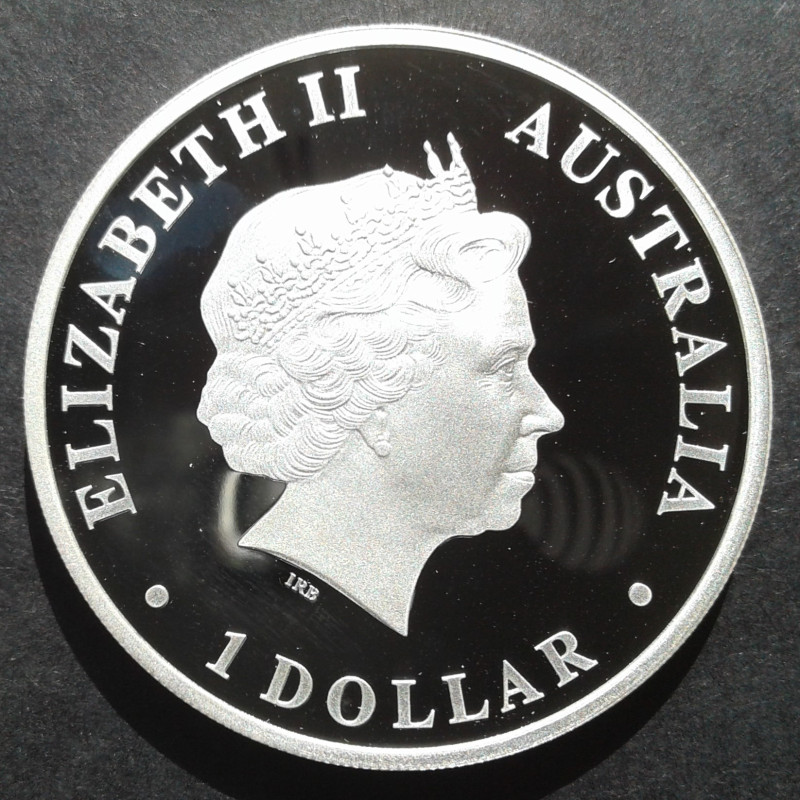 ELIZABETH II
AUSTRALIA
IRB
1 DOLLAR